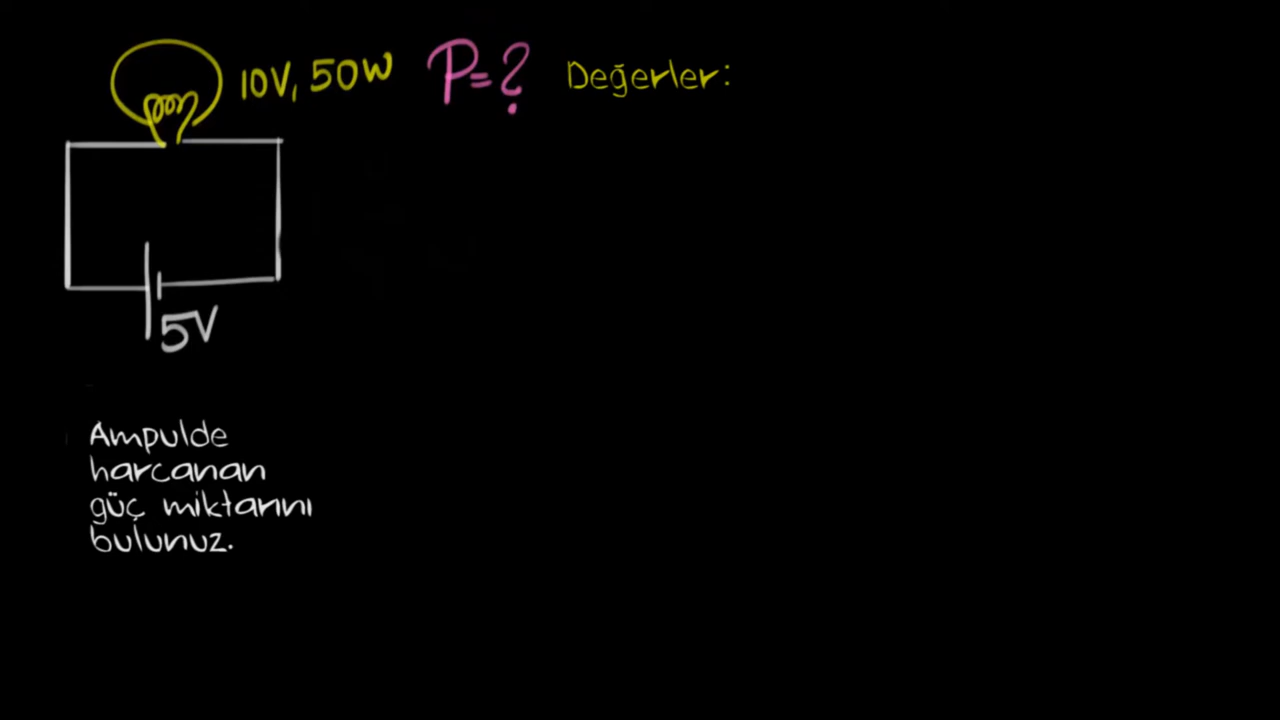 10V, 50W P=? Değerler:
5V
Ampulde
harcanan
güç miktarını
bulunuz.